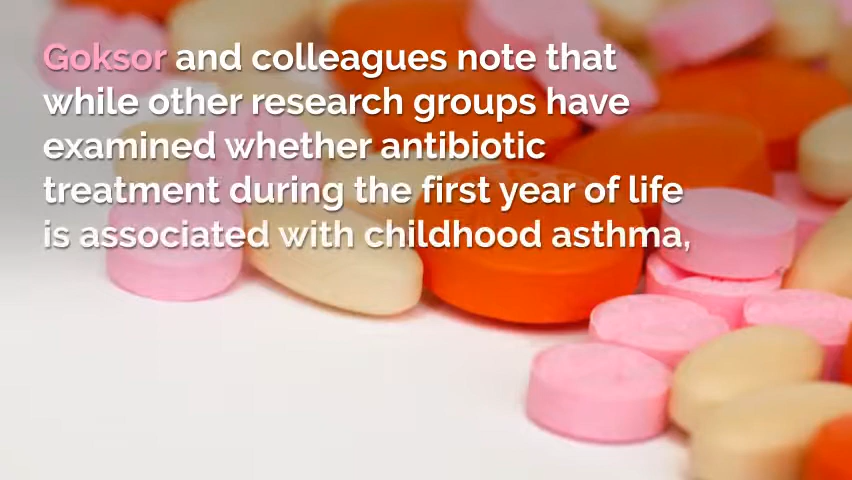 Goksor and colleagues note that
while other research groups have
examined whether antibiotic
treatment during the first year of life
is associated with childhood asthma,